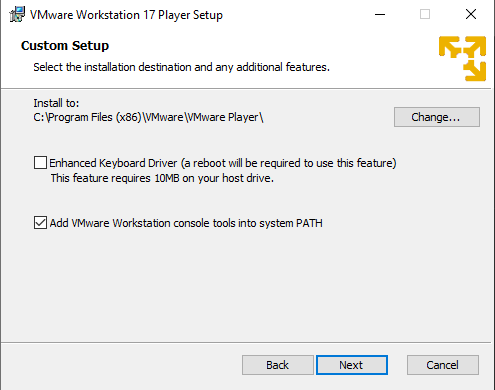 VMware Workstation 17 Player Setup
Custom Setup
Select the installation destination and any additional features.
Install to:
C:\Program Files (x86)\VMware\VMware Player\
Change...
Enhanced Keyboard Driver (a reboot will be required to use this feature)
This feature requires 10MB on your host drive.
Add VMware Workstation console tools into system PATH
Back
Next
Cancel